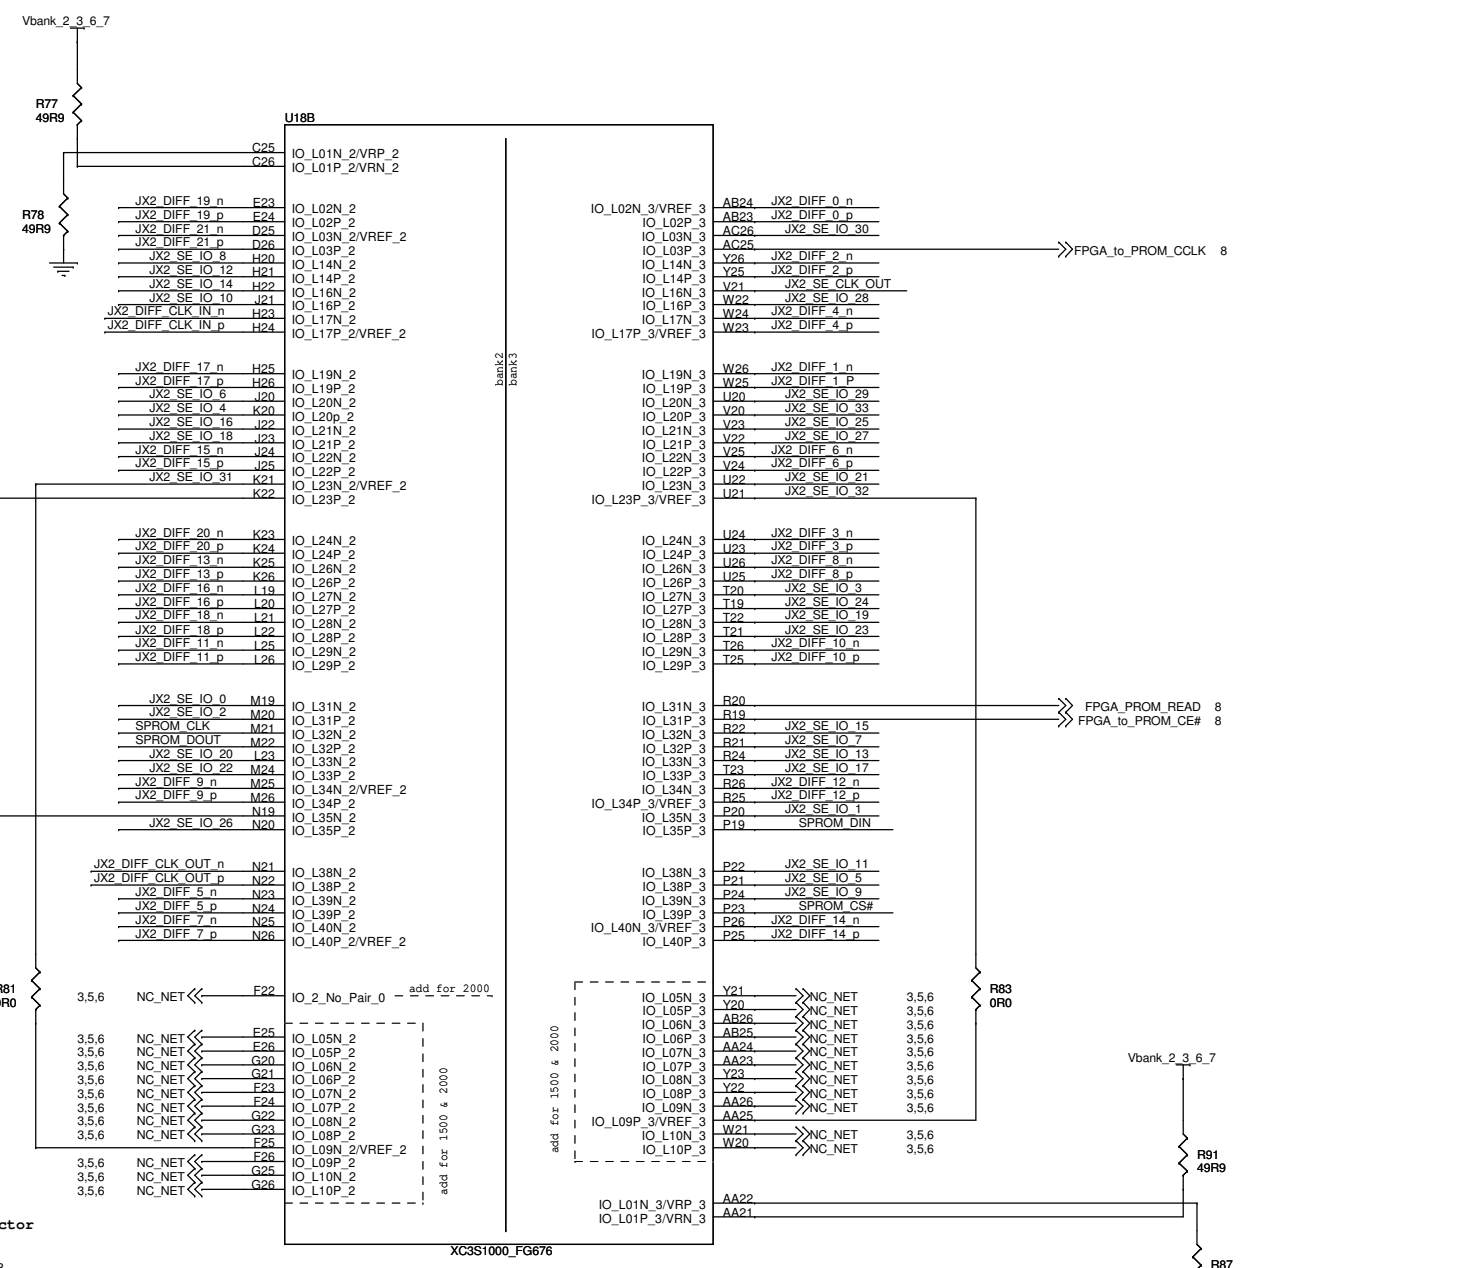 Vbank_2_3_6_7
R77
49R9
U18B
C25 IO_L01N_2/VRP_2
C26 IO_L01P_2/VRN_2
R78
49R9
JX2_DIFF_19_n E23 IO_L02N_2
JX2_DIFF_19_p E24 IO_L02P_2
JX2_DIFF_21_n D25 IO_L03N_2/VREF_2
JX2_DIFF_21_p D26 IO_L03P_2
JX2_SE_IO_8 H20 IO_L14N_2
JX2_SE_IO_12 H21 IO_L14P_2
JX2_SE_IO_14 H22 IO_L16N_2
JX2_SE_IO_10 J21 IO_L16P_2
JX2_DIFF_CLK_IN_n H23 IO_L17N_2
JX2_DIFF_CLK_IN_p H24 IO_L17P_2/VREF_2
IO_L02N_3/VREF_3 AB24 JX2_DIFF_0_n
IO_L02P_3 AB23 JX2_DIFF_0_p
IO_L03N_3 AC26 JX2_SE_IO_30
IO_L03P_3 AC25 FPGA_to_PROM_CCLK 8
IO_L14N_3 Y26 JX2_DIFF_2_n
IO_L14P_3 Y25 JX2_DIFF_2_p
IO_L16N_3 V21 JX2_SE_CLK_OUT
IO_L16P_3 W22 JX2_SE_IO_28
IO_L17N_3 W24 JX2_DIFF_4_n
IO_L17P_3/VREF_3 W23 JX2_DIFF_4_p
bank2
bank3
JX2_DIFF_17_n H25 IO_L19N_2
JX2_DIFF_17_p H26 IO_L19P_2
JX2_SE_IO_6 J20 IO_L20N_2
JX2_SE_IO_4 K20 IO_L20p_2
JX2_SE_IO_16 J22 IO_L21N_2
JX2_SE_IO_18 J23 IO_L21P_2
JX2_DIFF_15_n J24 IO_L22N_2
JX2_DIFF_15_p J25 IO_L22P_2
JX2_SE_IO_31 K21 IO_L23N_2/VREF_2
K22 IO_L23P_2
IO_L19N_3 W26 JX2_DIFF_1_n
IO_L19P_3 W25 JX2_DIFF_1_P
IO_L20N_3 U20 JX2_SE_IO_29
IO_L20P_3 V20 JX2_SE_IO_33
IO_L21N_3 V23 JX2_SE_IO_25
IO_L21P_3 V22 JX2_SE_IO_27
IO_L22N_3 V25 JX2_DIFF_6_n
IO_L22P_3 V24 JX2_DIFF_6_p
IO_L23N_3 U22 JX2_SE_IO_21
IO_L23P_3/VREF_3 U21 JX2_SE_IO_32
JX2_DIFF_20_n K23 IO_L24N_2
JX2_DIFF_20_p K24 IO_L24P_2
JX2_DIFF_13_n K25 IO_L26N_2
JX2_DIFF_13_p K26 IO_L26P_2
JX2_DIFF_16_n L19 IO_L27N_2
JX2_DIFF_16_p L20 IO_L27P_2
JX2_DIFF_18_n L21 IO_L28N_2
JX2_DIFF_18_p L22 IO_L28P_2
JX2_DIFF_11_n L25 IO_L29N_2
JX2_DIFF_11_p L26 IO_L29P_2
IO_L24N_3 U24 JX2_DIFF_3_n
IO_L24P_3 U23 JX2_DIFF_3_p
IO_L26N_3 U26 JX2_DIFF_8_n
IO_L26P_3 U25 JX2_DIFF_8_p
IO_L27N_3 T20 JX2_SE_IO_3
IO_L27P_3 T19 JX2_SE_IO_24
IO_L28N_3 T22 JX2_SE_IO_19
IO_L28P_3 T21 JX2_SE_IO_23
IO_L29N_3 T26 JX2_DIFF_10_n
IO_L29P_3 T25 JX2_DIFF_10_p
JX2_SE_IO_0 M19 IO_L31N_2
JX2_SE_IO_2 M20 IO_L31P_2
SPROM_CLK M21 IO_L32N_2
SPROM_DOUT M22 IO_L32P_2
JX2_SE_IO_20 L23 IO_L33N_2
JX2_SE_IO_22 M24 IO_L33P_2
JX2_DIFF_9_n M25 IO_L34N_2/VREF_2
JX2_DIFF_9_p M26 IO_L34P_2
N19 IO_L35N_2
JX2_SE_IO_26 N20 IO_L35P_2
IO_L31N_3 R20 FPGA_PROM_READ 8
IO_L31P_3 R19 FPGA_to_PROM_CE# 8
IO_L32N_3 R22 JX2_SE_IO_15
IO_L32P_3 R21 JX2_SE_IO_7
IO_L33N_3 R24 JX2_SE_IO_13
IO_L33P_3 T23 JX2_SE_IO_17
IO_L34N_3 R26 JX2_DIFF_12_n
IO_L34P_3/VREF_3 R25 JX2_DIFF_12_p
IO_L35N_3 P20 JX2_SE_IO_1
IO_L35P_3 P19 SPROM_DIN
JX2_DIFF_CLK_OUT_n N21 IO_L38N_2
JX2_DIFF_CLK_OUT_p N22 IO_L38P_2
JX2_DIFF_5_n N23 IO_L39N_2
JX2_DIFF_5_p N24 IO_L39P_2
JX2_DIFF_7_n N25 IO_L40N_2
JX2_DIFF_7_p N26 IO_L40P_2/VREF_2
IO_L38N_3 P22 JX2_SE_IO_11
IO_L38P_3 P21 JX2_SE_IO_5
IO_L39N_3 P24 JX2_SE_IO_9
IO_L39P_3 P23 SPROM_CS#
IO_L40N_3/VREF_3 P26 JX2_DIFF_14_n
IO_L40P_3 P25 JX2_DIFF_14_p
R81
0R0
3,5,6 NC_NET F22 IO_2_No_Pair_0 add for 2000
3,5,6 NC_NET E25 IO_L05N_2
3,5,6 NC_NET E26 IO_L05P_2
3,5,6 NC_NET G20 IO_L06N_2
3,5,6 NC_NET G21 IO_L06P_2
3,5,6 NC_NET F23 IO_L07N_2
3,5,6 NC_NET F24 IO_L07P_2
3,5,6 NC_NET G22 IO_L08N_2
3,5,6 NC_NET G23 IO_L08P_2
F25 IO_L09N_2/VREF_2
3,5,6 NC_NET F26 IO_L09P_2
3,5,6 NC_NET G25 IO_L10N_2
3,5,6 NC_NET G26 IO_L10P_2
add for 1500 & 2000
add for 1500 & 2000
IO_L05N_3 Y21 NC_NET 3,5,6
IO_L05P_3 Y20 NC_NET 3,5,6
IO_L06N_3 AB26 NC_NET 3,5,6
IO_L06P_3 AB25 NC_NET 3,5,6
IO_L07N_3 AA24 NC_NET 3,5,6
IO_L07P_3 AA23 NC_NET 3,5,6
IO_L08N_3 Y23 NC_NET 3,5,6
IO_L08P_3 Y22 NC_NET 3,5,6
IO_L09N_3 AA26 NC_NET 3,5,6
IO_L09P_3/VREF_3 AA25
IO_L10N_3 W21 NC_NET 3,5,6
IO_L10P_3 W20 NC_NET 3,5,6
R83
0R0
Vbank_2_3_6_7
R91
49R9
IO_L01N_3/VRP_3 AA22
IO_L01P_3/VRN_3 AA21
ctor
XC3S1000_FG676
R87